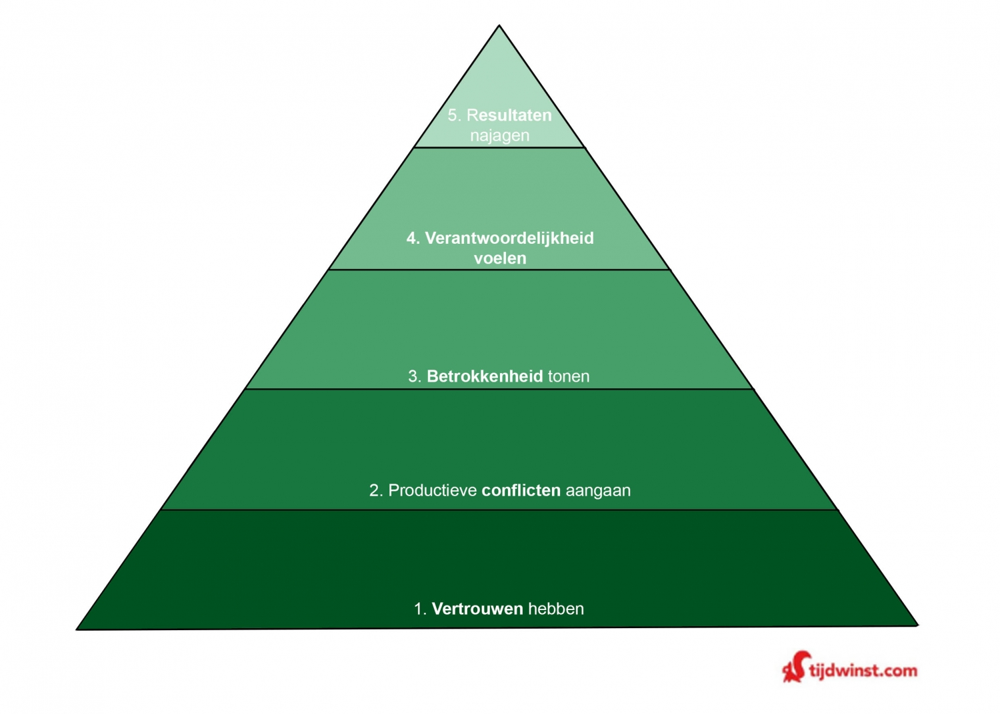 5. Resultaten
najagen
4. Verantwoordelijkheid
voelen
3. Betrokkenheid tonen
2. Productieve conflicten aangaan
1. Vertrouwen hebben
tijdwinst.com